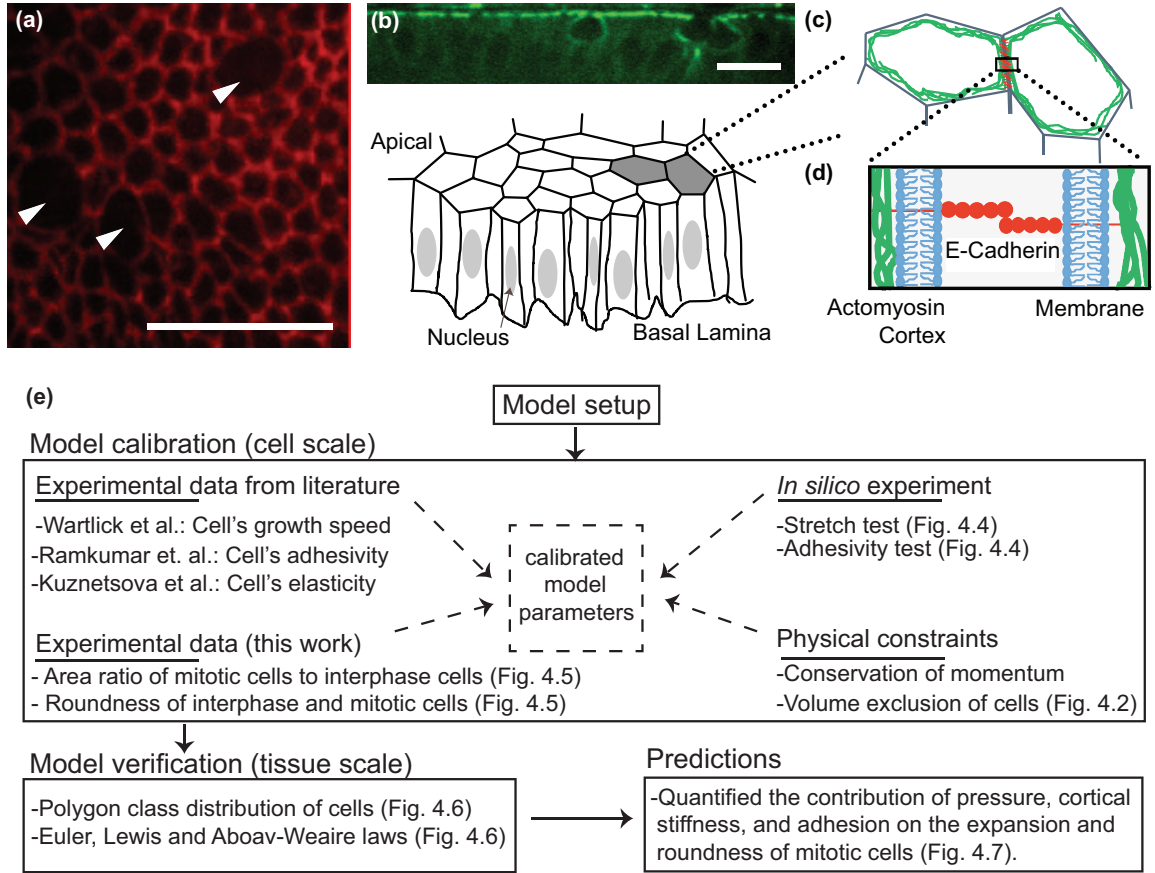 (a)
(b)
(c)
Apical
(d)
E-Cadherin
Nucleus
Basal Lamina
Actomyosin
Cortex
Membrane
(e)
Model setup
Model calibration (cell scale)
Experimental data from literature
-Wartlick et al.: Cell's growth speed
-Ramkumar et. al.: Cell's adhesivity
-Kuznetsova et al.: Cell's elasticity
Experimental data (this work)
- Area ratio of mitotic cells to interphase cells (Fig. 4.5)
- Roundness of interphase and mitotic cells (Fig. 4.5)
calibrated
model
parameters
In silico experiment
-Stretch test (Fig. 4.4)
-Adhesivity test (Fig. 4.4)
Physical constraints
-Conservation of momentum
-Volume exclusion of cells (Fig. 4.2)
Model verification (tissue scale)
-Polygon class distribution of cells (Fig. 4.6)
-Euler, Lewis and Aboav-Weaire laws (Fig. 4.6)
Predictions
-Quantified the contribution of pressure, cortical
stiffness, and adhesion on the expansion and
roundness of mitotic cells (Fig. 4.7).